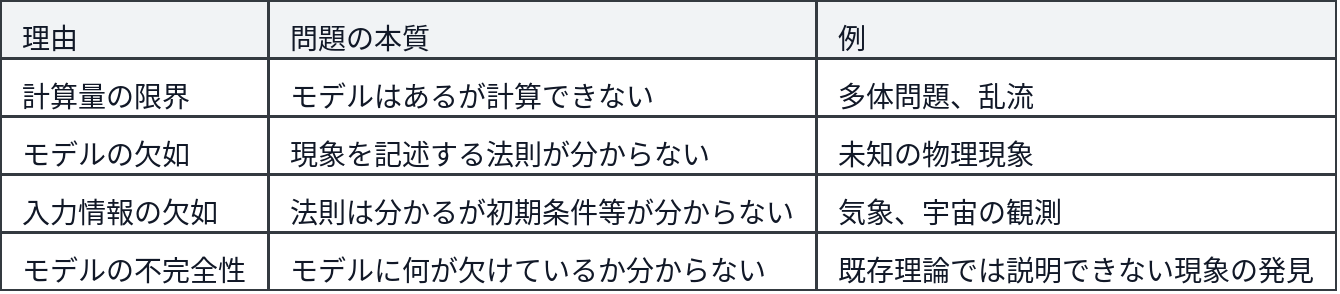 理由 問題の本質 例
計算量の限界 モデルはあるが計算できない 多体問題、乱流
モデルの欠如 現象を記述する法則が分からない 未知の物理現象
入力情報の欠如 法則は分かるが初期条件等が分からない 気象、宇宙の観測
モデルの不完全性 モデルに何が欠けているか分からない 既存理論では説明できない現象の発見